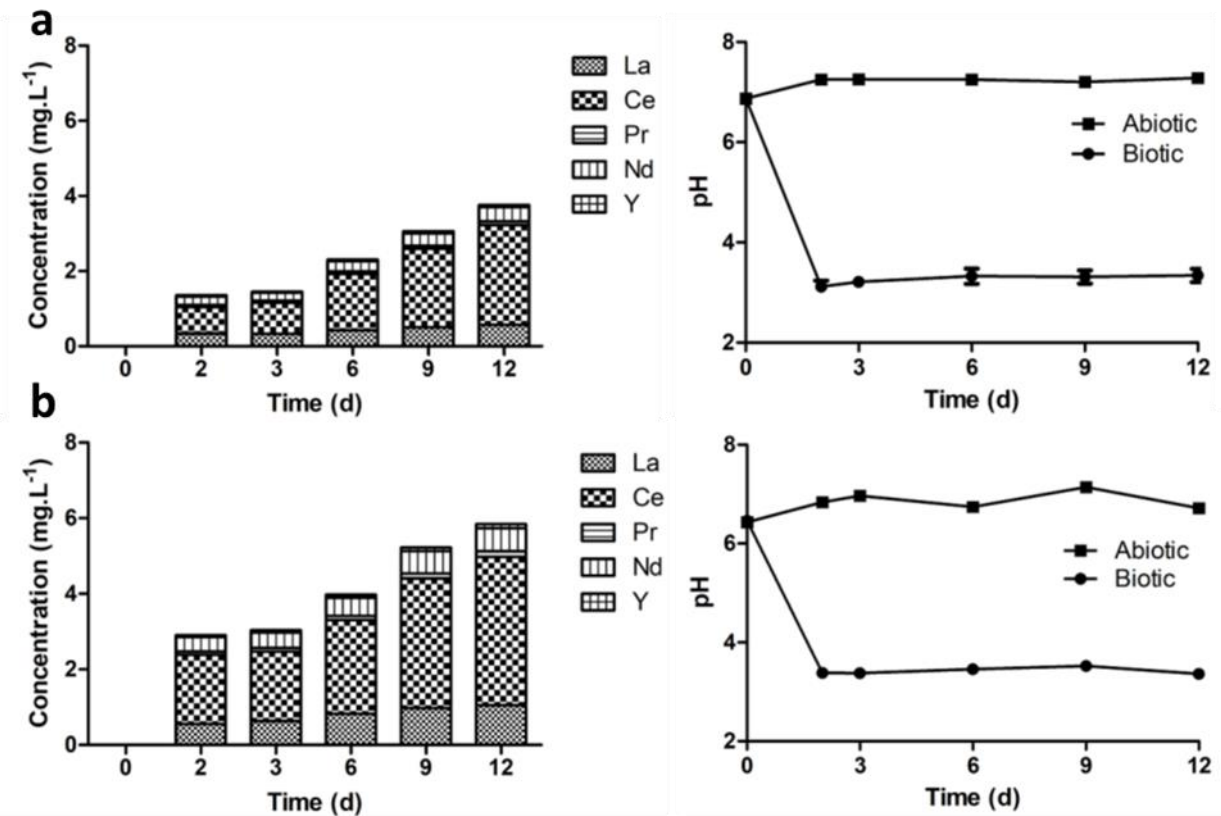 a
Concentration (mg.L-1)
8
6
4
2
0
0 2 3 6 9 12
Time (d)
La
Ce
Pr
Nd
Y
pH
8
6
4
2
0 3 6 9 12
Time (d)
Abiotic
Biotic
b
Concentration (mg.L-1)
8
6
4
2
0
0 2 3 6 9 12
Time (d)
La
Ce
Pr
Nd
Y
pH
8
6
4
2
0 3 6 9 12
Time (d)
Abiotic
Biotic